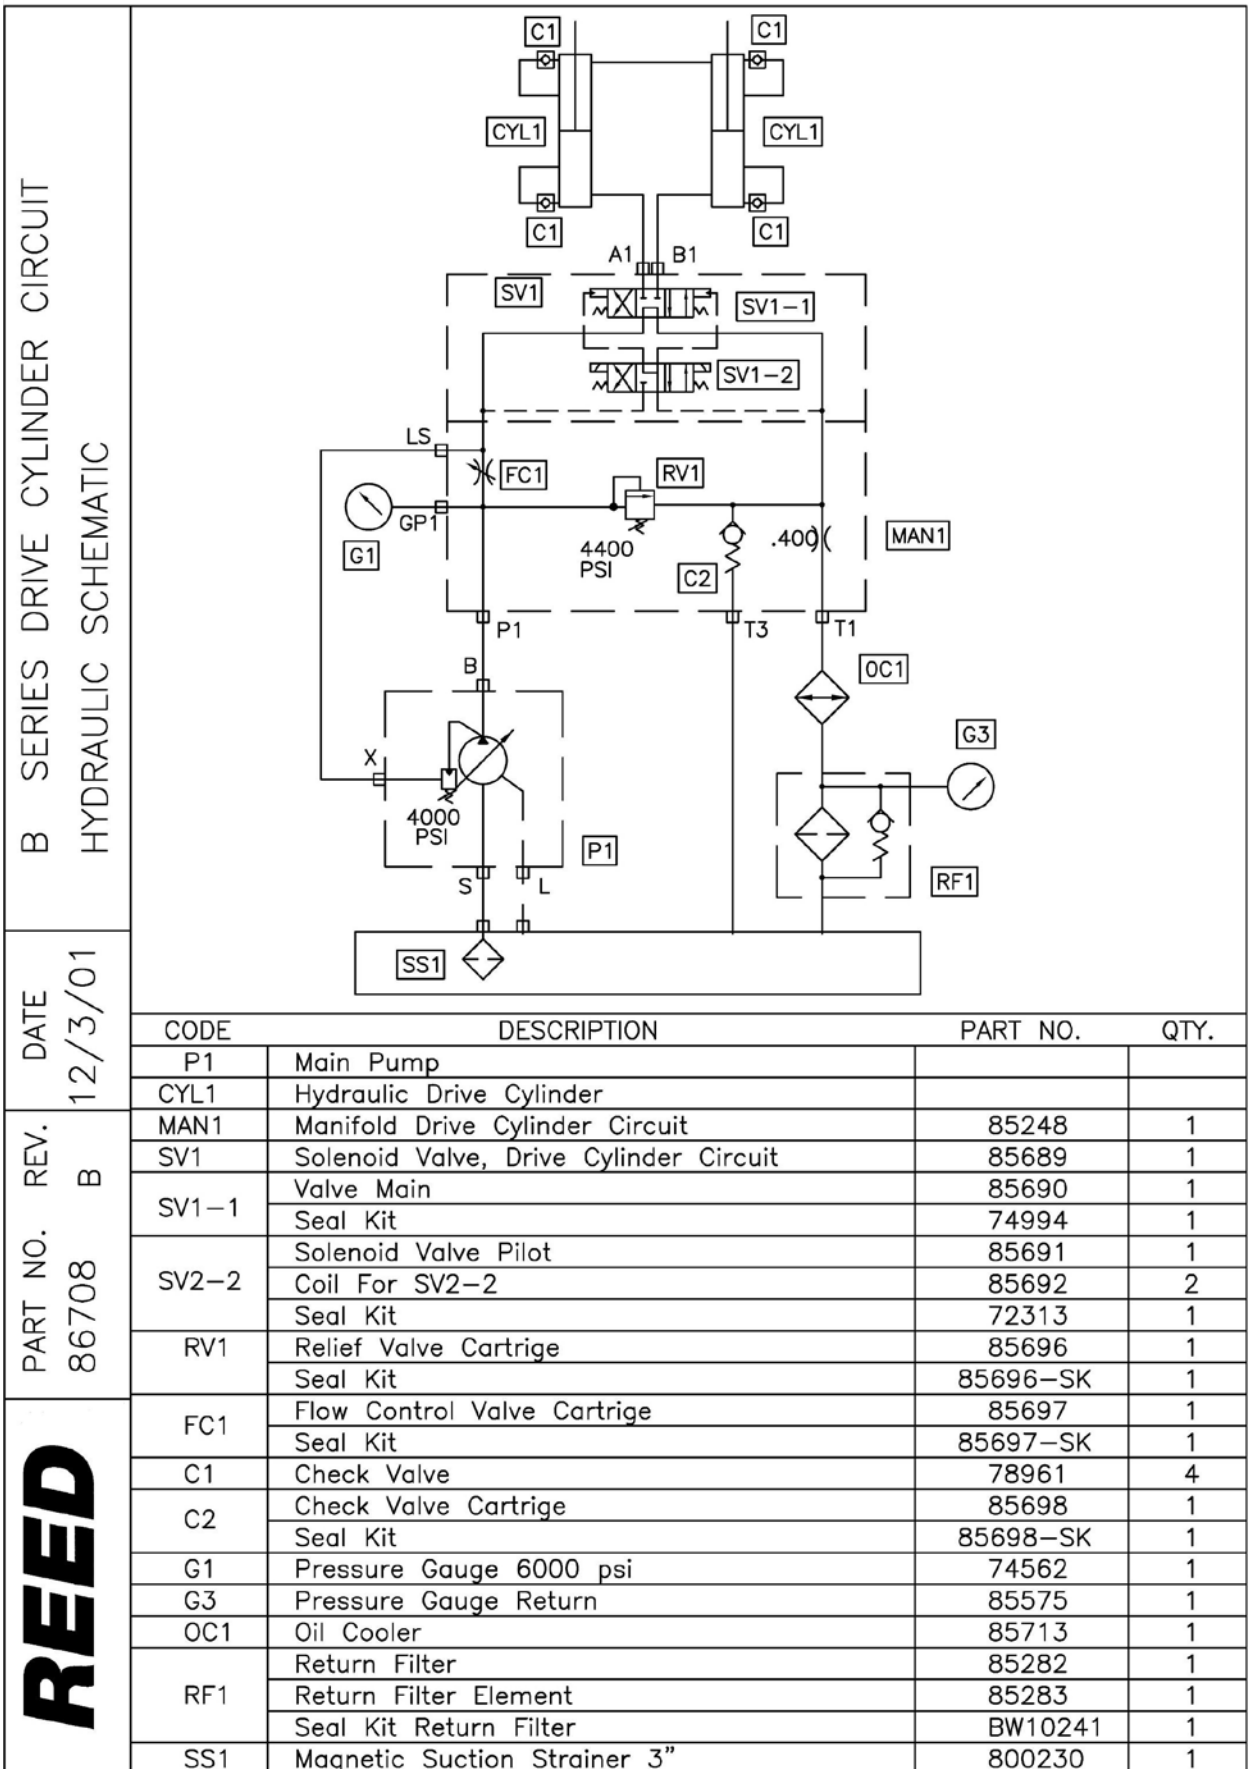 B SERIES DRIVE CYLINDER CIRCUIT
HYDRAULIC SCHEMATIC
DATE
12/3/01
PART NO. REV.
86708 B
REED
C1
C1
CYL1
CYL1
C1
C1
A1
B1
SV1
SV1-1
SV1-2
LS
FC1
RV1
GP1
G1
4400
PSI
C2
.400
MAN1
P1
T3
T1
B
OC1
X
G3
4000
PSI
P1
S
L
RF1
SS1
CODE DESCRIPTION PART NO. QTY.
P1 Main Pump
CYL1 Hydraulic Drive Cylinder
MAN1 Manifold Drive Cylinder Circuit 85248 1
SV1 Solenoid Valve, Drive Cylinder Circuit 85689 1
SV1-1 Valve Main 85690 1
Seal Kit 74994 1
SV2-2 Solenoid Valve Pilot 85691 1
Coil For SV2-2 85692 2
Seal Kit 72313 1
RV1 Relief Valve Cartrige 85696 1
Seal Kit 85696-SK 1
FC1 Flow Control Valve Cartrige 85697 1
Seal Kit 85697-SK 1
C1 Check Valve 78961 4
C2 Check Valve Cartrige 85698 1
Seal Kit 85698-SK 1
G1 Pressure Gauge 6000 psi 74562 1
G3 Pressure Gauge Return 85575 1
OC1 Oil Cooler 85713 1
RF1 Return Filter 85282 1
Return Filter Element 85283 1
Seal Kit Return Filter BW10241 1
SS1 Magnetic Suction Strainer 3" 800230 1